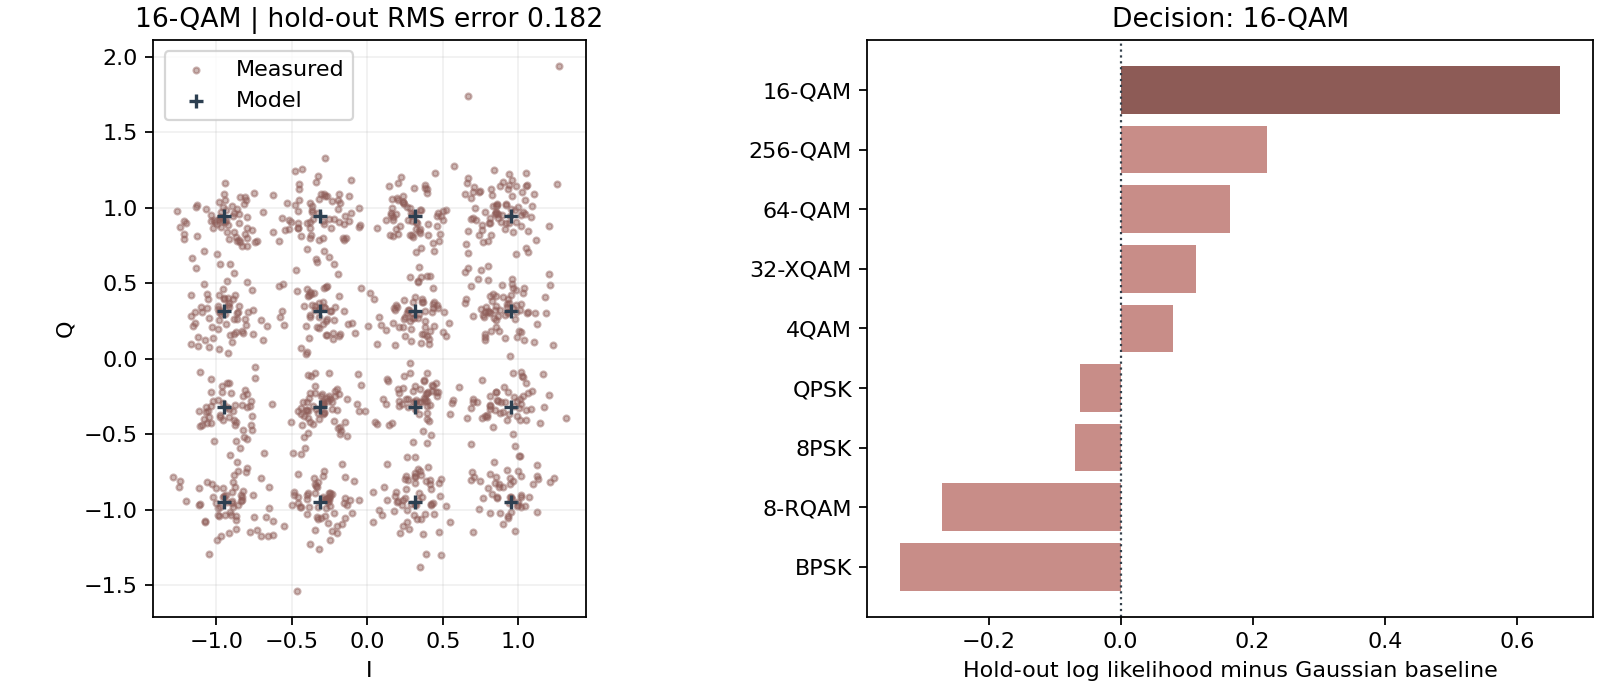 16-QAM | hold-out RMS error 0.182
Measured
Model
2.0
1.5
1.0
0.5
0.0
−0.5
−1.0
−1.5
Q
−1.0
−0.5
0.0
0.5
1.0
I
Decision: 16-QAM
16-QAM
256-QAM
64-QAM
32-XQAM
4QAM
QPSK
8PSK
8-RQAM
BPSK
−0.2
0.0
0.2
0.4
0.6
Hold-out log likelihood minus Gaussian baseline